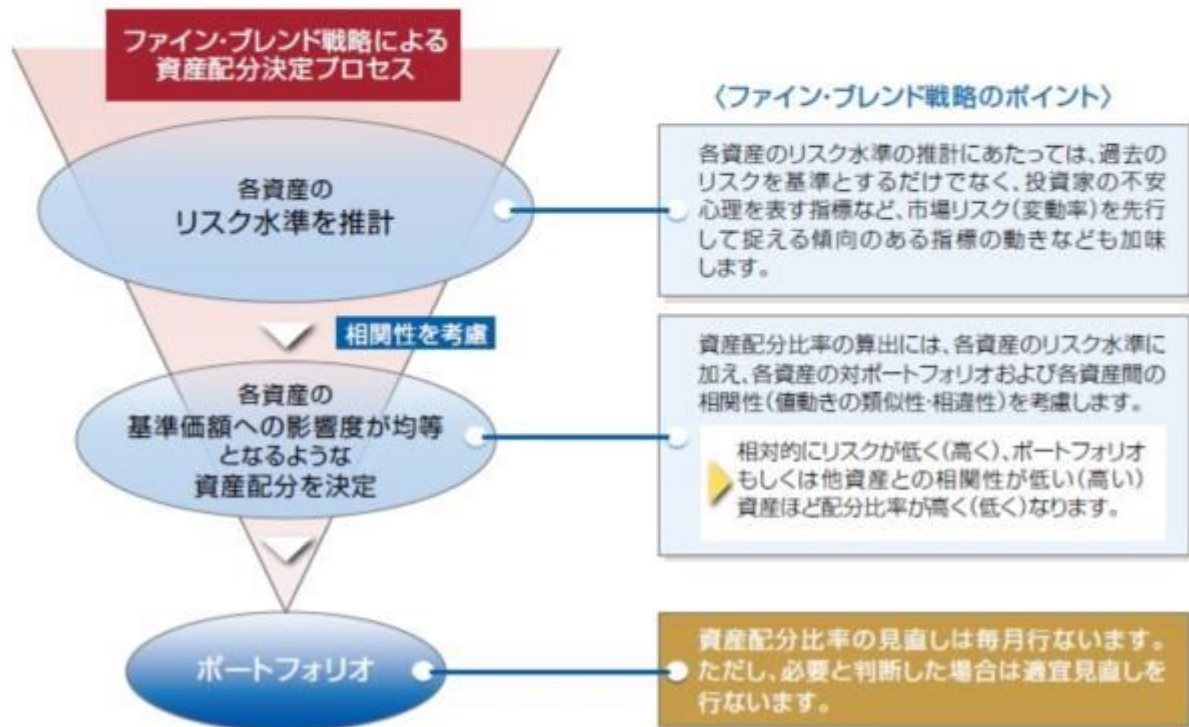 ファイン・ブレンド戦略による
資産配分決定プロセス
〈ファイン・ブレンド戦略のポイント〉
各資産の
リスク水準を推計
各資産のリスク水準の推計にあたっては、過去の
リスクを基準とするだけでなく、投資家の不安
心理を表す指標など、市場リスク(変動率)を先行
して捉える傾向のある指標の動きなども加味
します。
相関性を考慮
各資産の
基準価額への影響度が均等
となるような
資産配分を決定
資産配分比率の算出には、各資産のリスク水準に
加え、各資産の対ポートフォリオおよび各資産間の
相関性(値動きの類似性・相違性)を考慮します。
相対的にリスクが低く(高く)、ポートフォリオ
もしくは他資産との相関性が低い(高い)
資産ほど配分比率が高く(低く)なります。
ポートフォリオ
資産配分比率の見直しは毎月行ないます。
ただし、必要と判断した場合は適宜見直しを
行ないます。